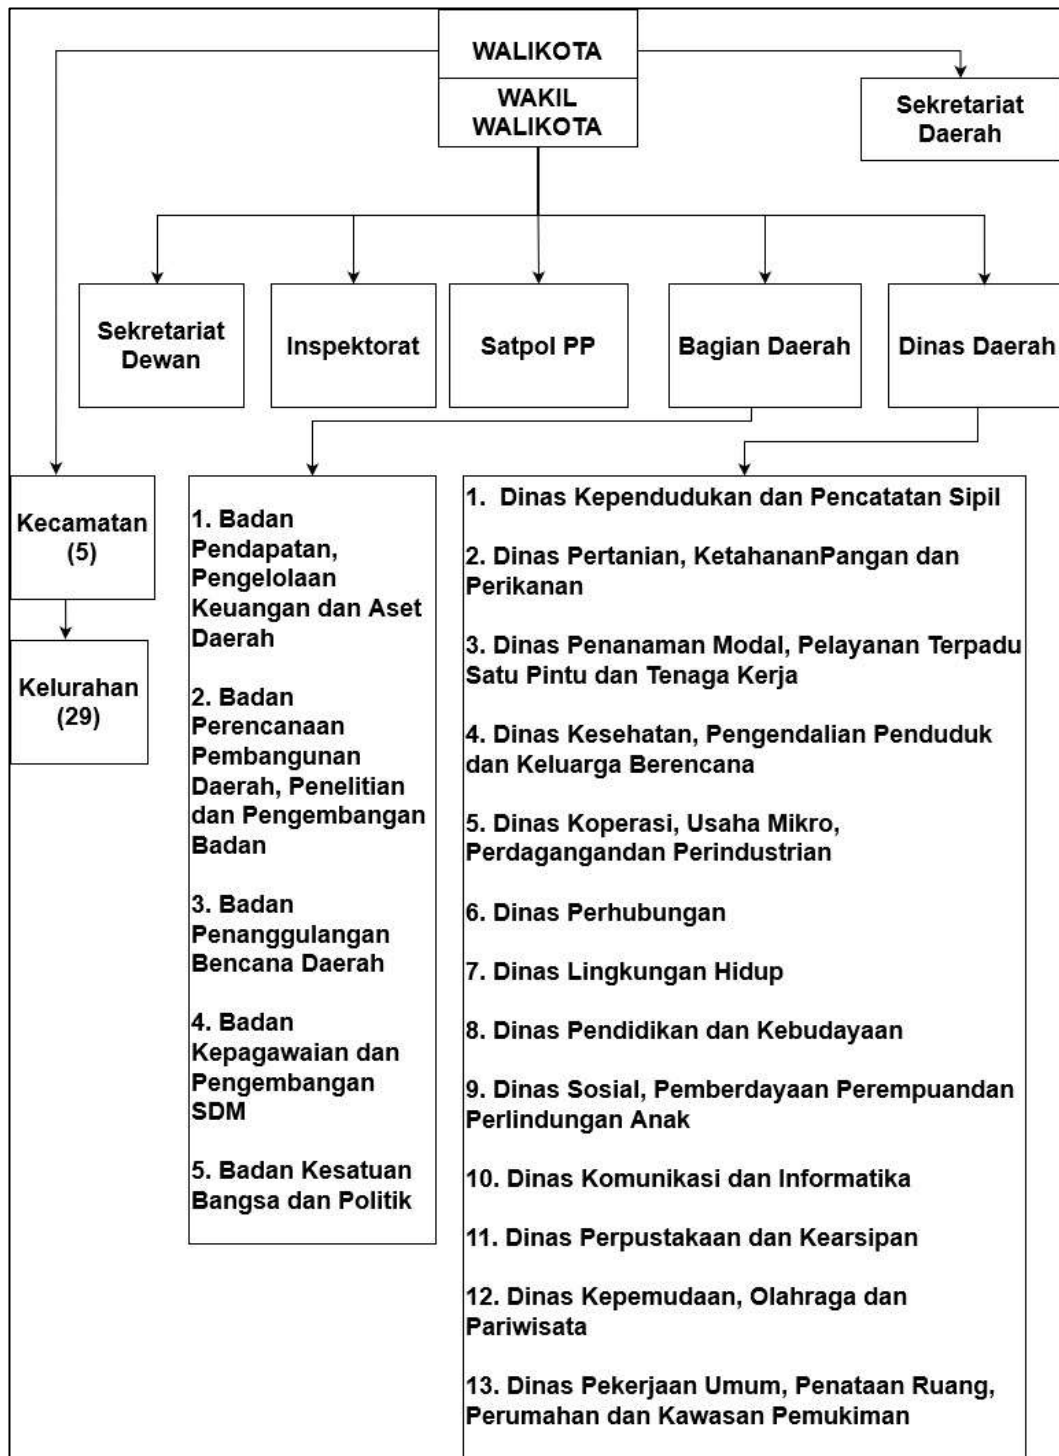 WALIKOTA
WAKIL
WALIKOTA
Sekretariat
Daerah
Sekretariat
Dewan
Inspektorat
Satpol PP
Bagian Daerah
Dinas Daerah
Kecamatan
(5)
Kelurahan
(29)
1. Badan
Pendapatan,
Pengelolaan
Keuangan dan Aset
Daerah
2. Badan
Perencanaan
Pembangunan
Daerah, Penelitian
dan Pengembangan
Badan
3. Badan
Penanggulangan
Bencana Daerah
4. Badan
Kepagawaian dan
Pengembangan
SDM
5. Badan Kesatuan
Bangsa dan Politik
1. Dinas Kependudukan dan Pencatatan Sipil
2. Dinas Pertanian, KetahananPangan dan
Perikanan
3. Dinas Penanaman Modal, Pelayanan Terpadu
Satu Pintu dan Tenaga Kerja
4. Dinas Kesehatan, Pengendalian Penduduk
dan Keluarga Berencana
5. Dinas Koperasi, Usaha Mikro,
Perdagangandan Perindustrian
6. Dinas Perhubungan
7. Dinas Lingkungan Hidup
8. Dinas Pendidikan dan Kebudayaan
9. Dinas Sosial, Pemberdayaan Perempuandan
Perlindungan Anak
10. Dinas Komunikasi dan Informatika
11. Dinas Perpustakaan dan Kearsipan
12. Dinas Kepemudaan, Olahraga dan
Pariwisata
13. Dinas Pekerjaan Umum, Penataan Ruang,
Perumahan dan Kawasan Pemukiman